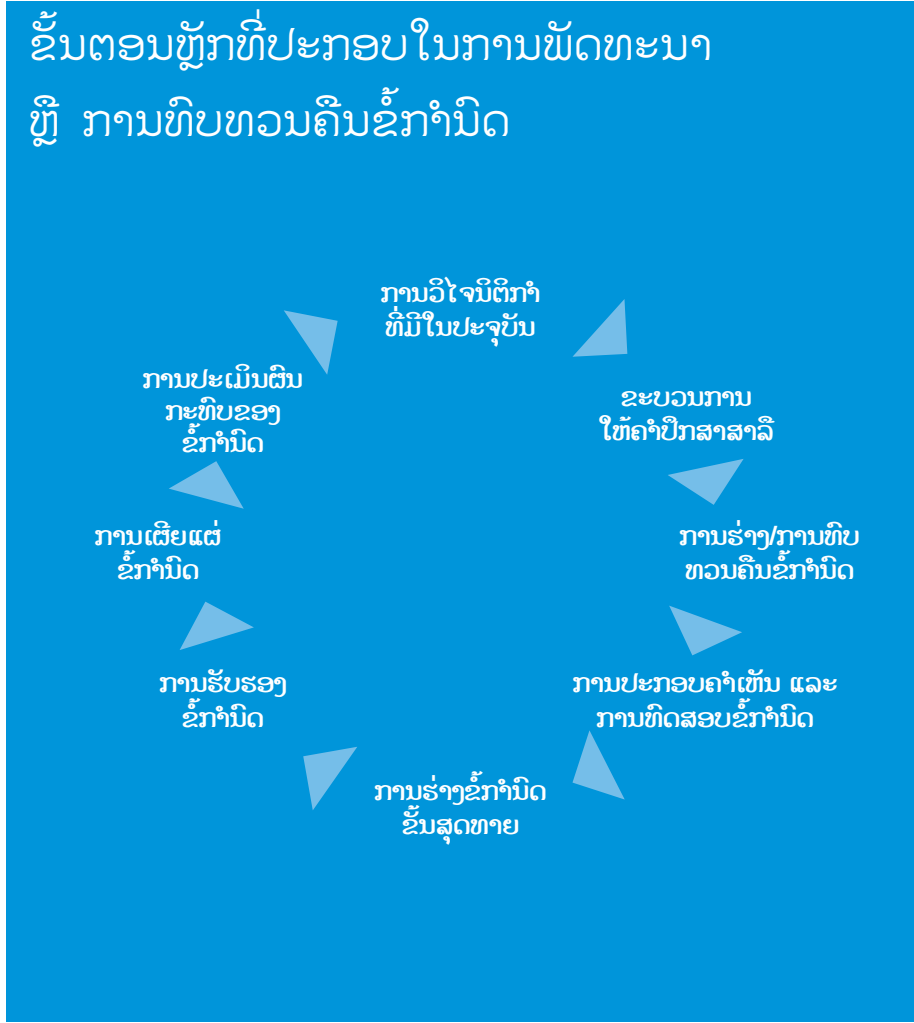 ຂັ້ນຕອນຫຼັກທີ່ປະກອບໃນການພັດທະນາ
ຫຼື ການທົບທວນຄືນຂໍ້ກຳນົດ
ການວິໄຈນິຕິກຳ
ທີ່ມີໃນປະຈຸບັນ
ຂະບວນການ
ໃຫ້ຄຳປຶກສາສາລື
ການຮ່າງ/ການທົບ
ທວນຄືນຂໍ້ກຳນົດ
ການປະກອບຄຳເຫັນ ແລະ
ການທົດສອບຂໍ້ກຳນົດ
ການຮ່າງຂໍ້ກຳນົດ
ຂັ້ນສຸດທາຍ
ການຮັບຮອງ
ຂໍ້ກຳນົດ
ການເຜີຍແຜ່
ຂໍ້ກຳນົດ
ການປະເມີນຜົນ
ກະທົບຂອງ
ຂໍ້ກຳນົດ